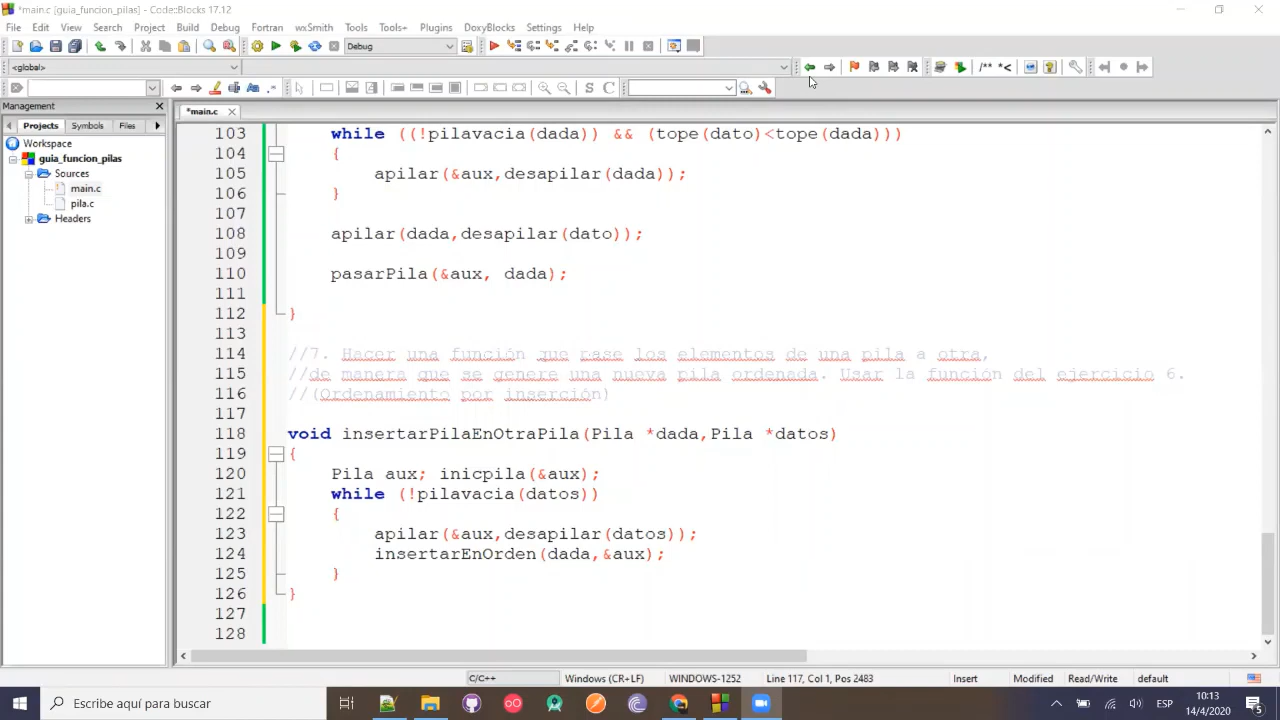 *main.c [guia_funcion_pilas] - Code::Blocks 17.12
File Edit View Search Project Build Debug Fortran wxSmith Tools Tools+ Plugins DoxyBlocks Settings Help
Debug
<global>
/** *<
S C
Management
*main.c
Projects Symbols Files
Workspace
guia_funcion_pilas
Sources
main.c
pila.c
Headers
103 while ((!pilavacia(dada)) && (tope(dato)<tope(dada)))
104 {
105 apilar(&aux,desapilar(dada));
106 }
107
108 apilar(dada,desapilar(dato));
109
110 pasarPila(&aux, dada);
111
112 }
113
114 //7. Hacer una función que pase los elementos de una pila a otra,
115 //de manera que se genere una nueva pila ordenada. Usar la función del ejercicio 6.
116 //(Ordenamiento por inserción)
117
118 void insertarPilaEnOtraPila(Pila *dada,Pila *datos)
119 {
120 Pila aux; inicpila(&aux);
121 while (!pilavacia(datos))
122 {
123 apilar(&aux,desapilar(datos));
124 insertarEnOrden(dada,&aux);
125 }
126 }
127
128
C/C++ Windows (CR+LF) WINDOWS-1252 Line 117, Col 1, Pos 2483 Insert Modified Read/Write default
Escribe aquí para buscar
ESP
10:13
14/4/2020
5